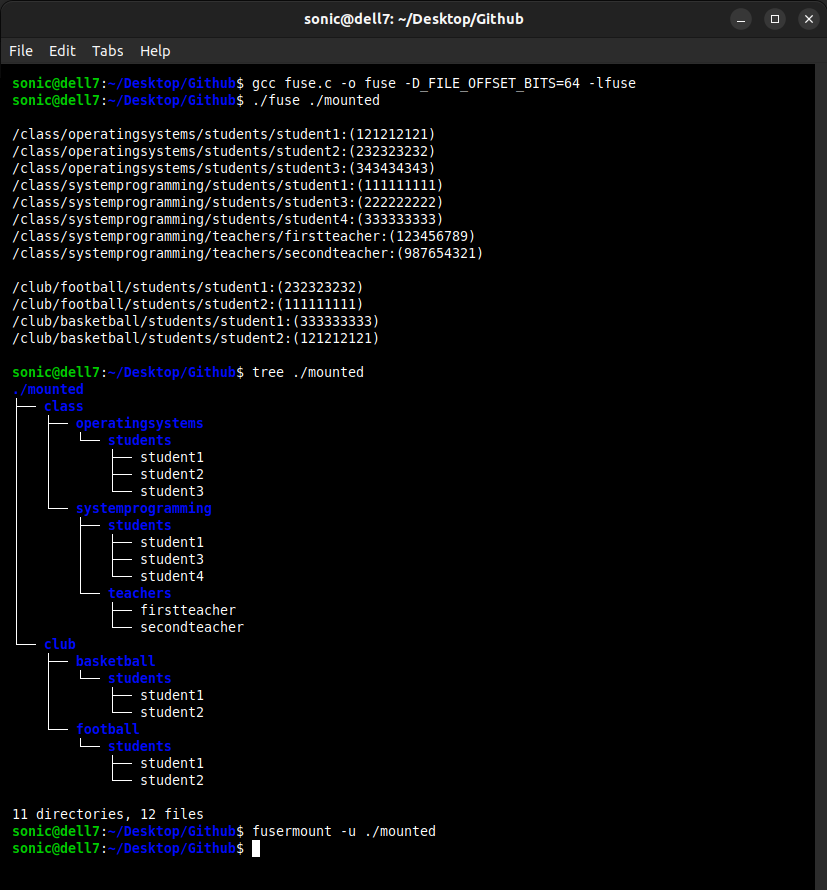 sonic@dell7: ~/Desktop/Github
File Edit Tabs Help
sonic@dell7:~/Desktop/Github$ gcc fuse.c -o fuse -D_FILE_OFFSET_BITS=64 -lfuse
sonic@dell7:~/Desktop/Github$ ./fuse ./mounted
/class/operatingsystems/students/student1:(121212121)
/class/operatingsystems/students/student2:(232323232)
/class/operatingsystems/students/student3:(343434343)
/class/systemprogramming/students/student1:(111111111)
/class/systemprogramming/students/student3:(222222222)
/class/systemprogramming/students/student4:(333333333)
/class/systemprogramming/teachers/firstteacher:(123456789)
/class/systemprogramming/teachers/secondteacher:(987654321)
/club/football/students/student1:(232323232)
/club/football/students/student2:(111111111)
/club/basketball/students/student1:(333333333)
/club/basketball/students/student2:(121212121)
sonic@dell7:~/Desktop/Github$ tree ./mounted
./mounted
├── class
│   ├── operatingsystems
│   │   └── students
│   │       ├── student1
│   │       ├── student2
│   │       └── student3
│   └── systemprogramming
│       ├── students
│       │   ├── student1
│       │   ├── student3
│       │   └── student4
│       └── teachers
│           ├── firstteacher
│           └── secondteacher
└── club
    ├── basketball
    │   └── students
    │       ├── student1
    │       └── student2
    └── football
        └── students
            ├── student1
            └── student2
11 directories, 12 files
sonic@dell7:~/Desktop/Github$ fusermount -u ./mounted
sonic@dell7:~/Desktop/Github$